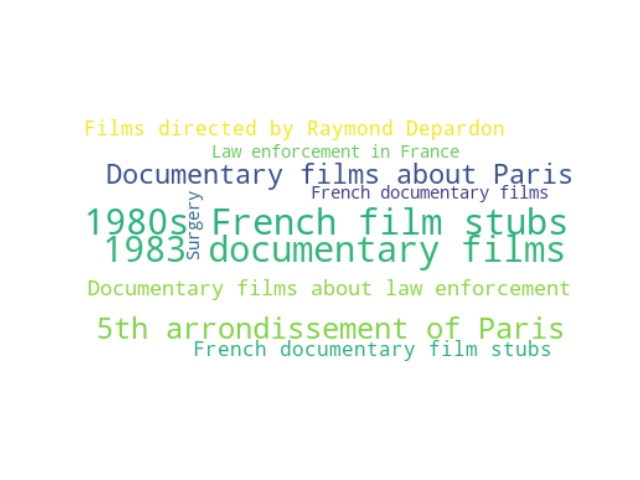 Films directed by Raymond Depardon
Law enforcement in France
Documentary films about Paris
French documentary films
Surgery
1980s French film stubs
1983 documentary films
Documentary films about law enforcement
5th arrondissement of Paris
French documentary film stubs